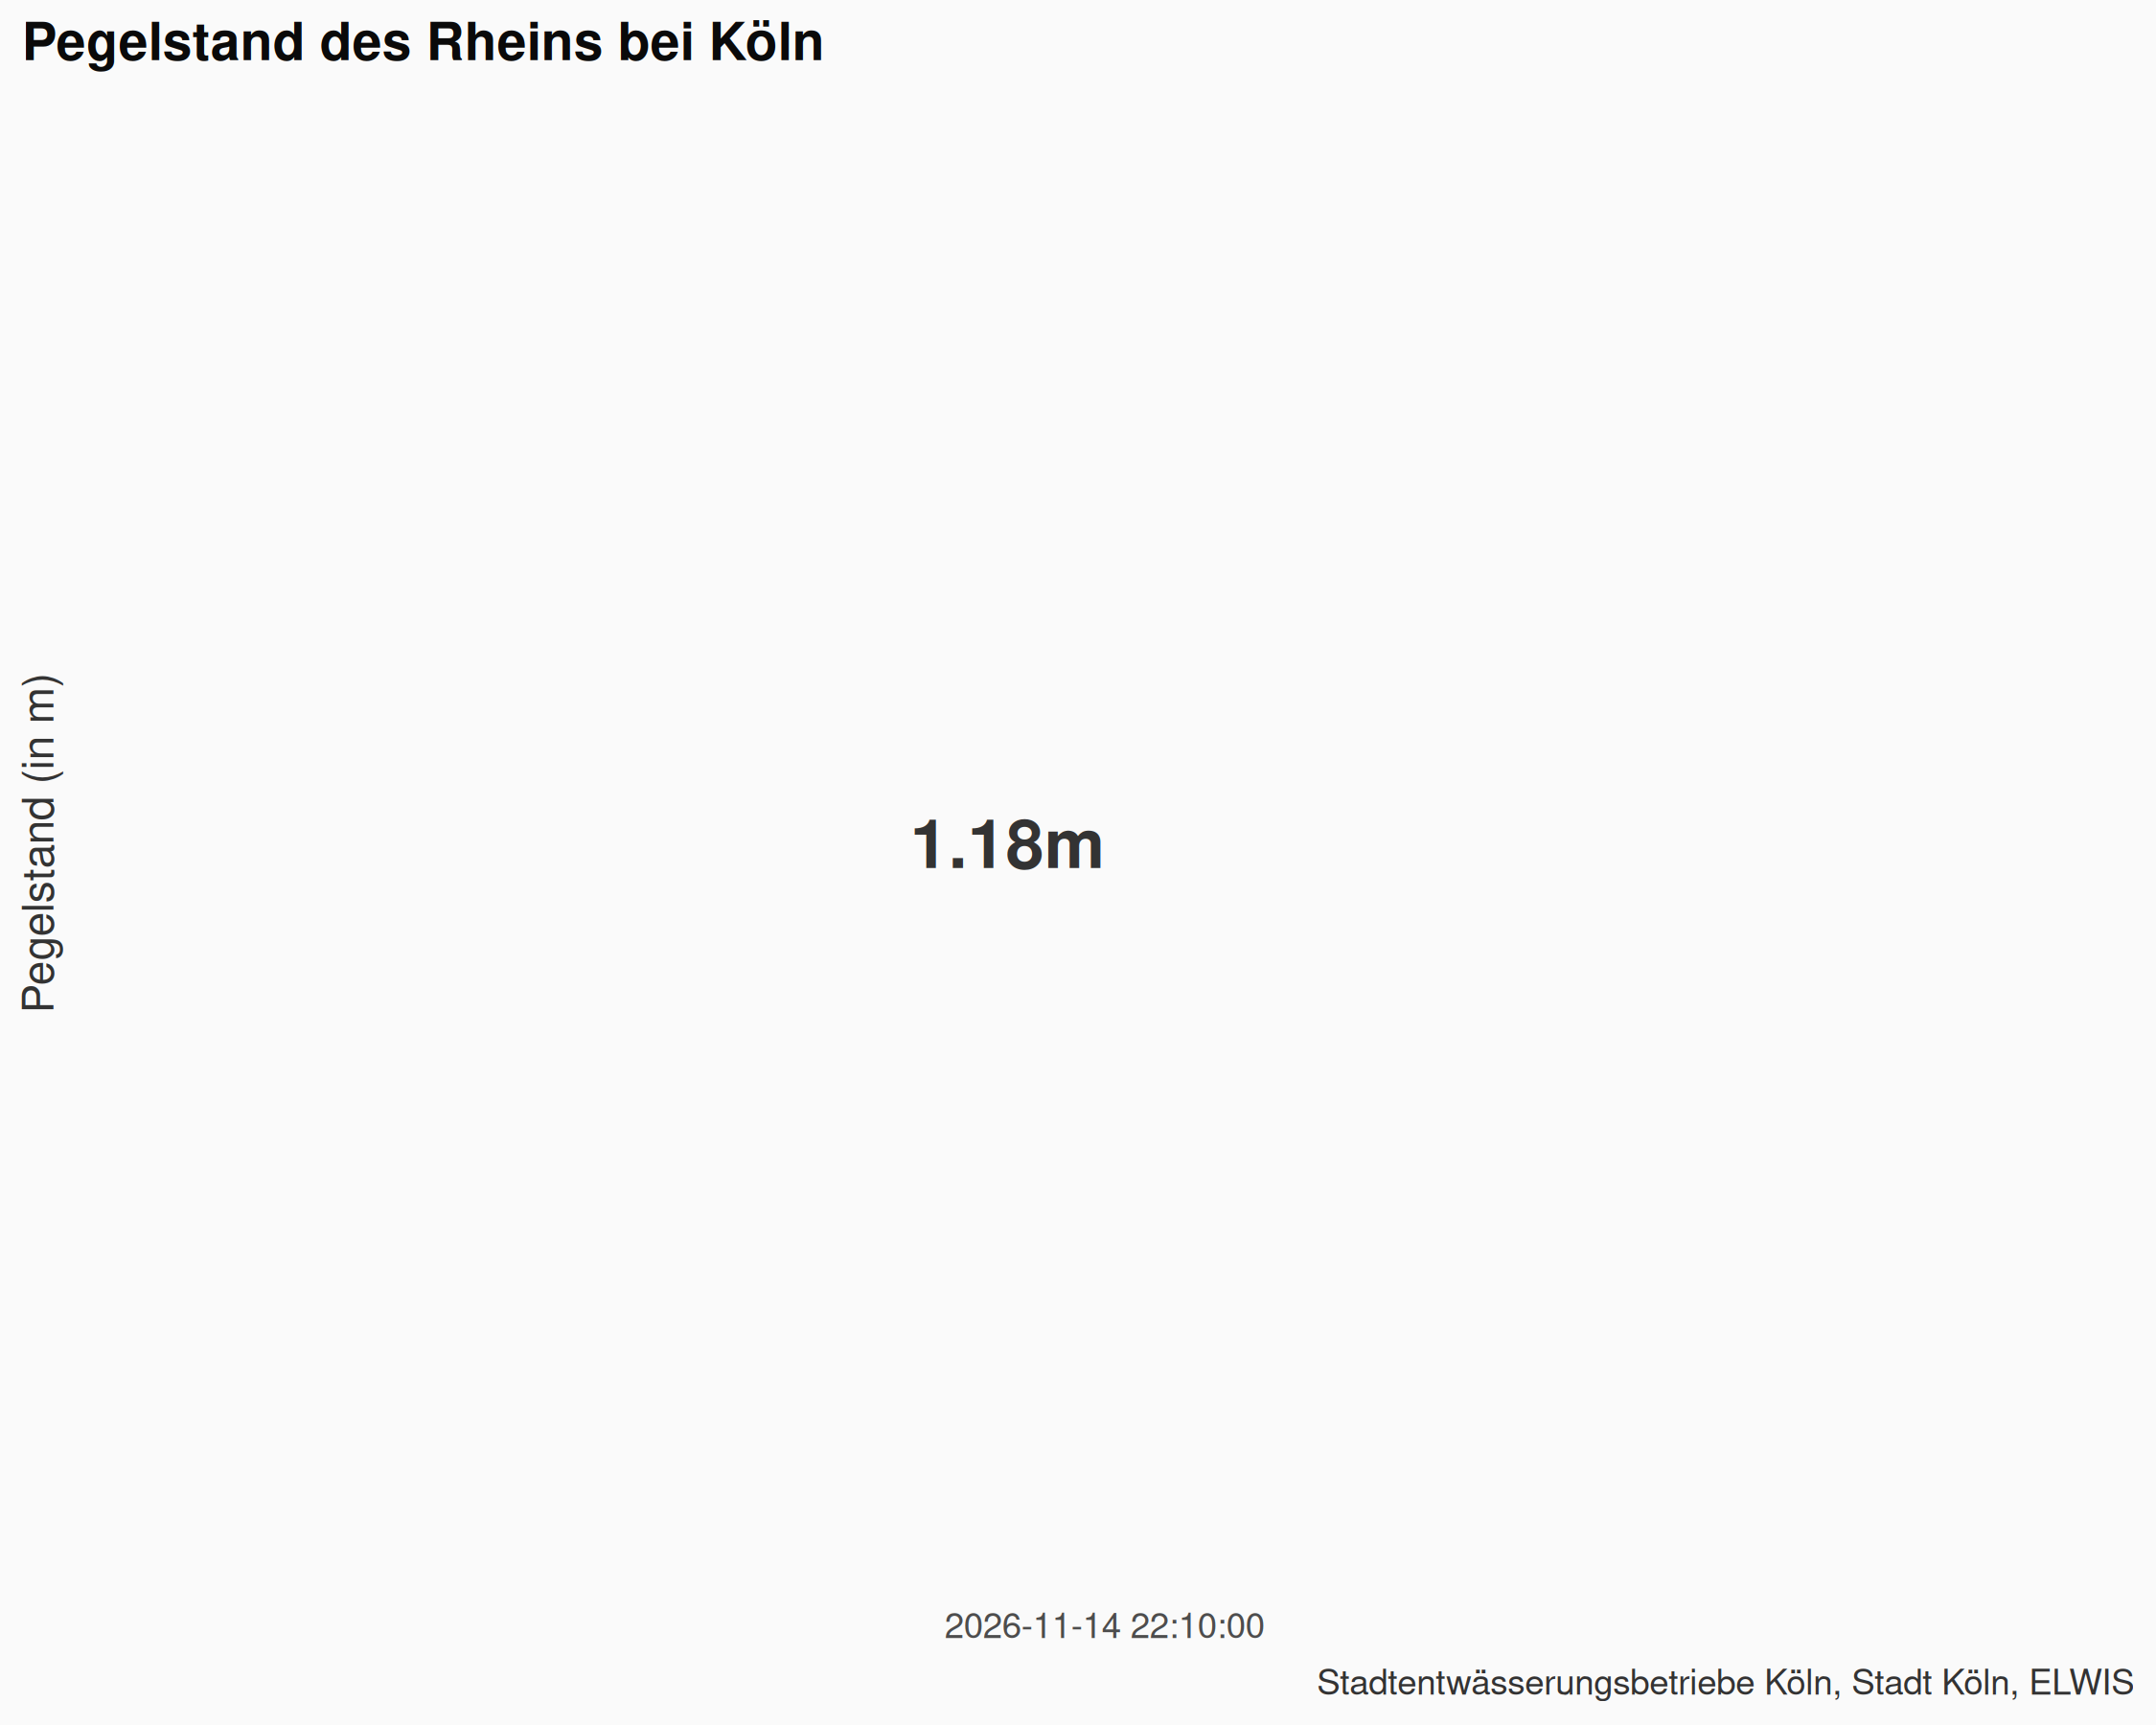 Pegelstand des Rheins bei Köln
Pegelstand (in m)
1.18m
2026-11-14 22:10:00
Stadtentwässerungsbetriebe Köln, Stadt Köln, ELWIS